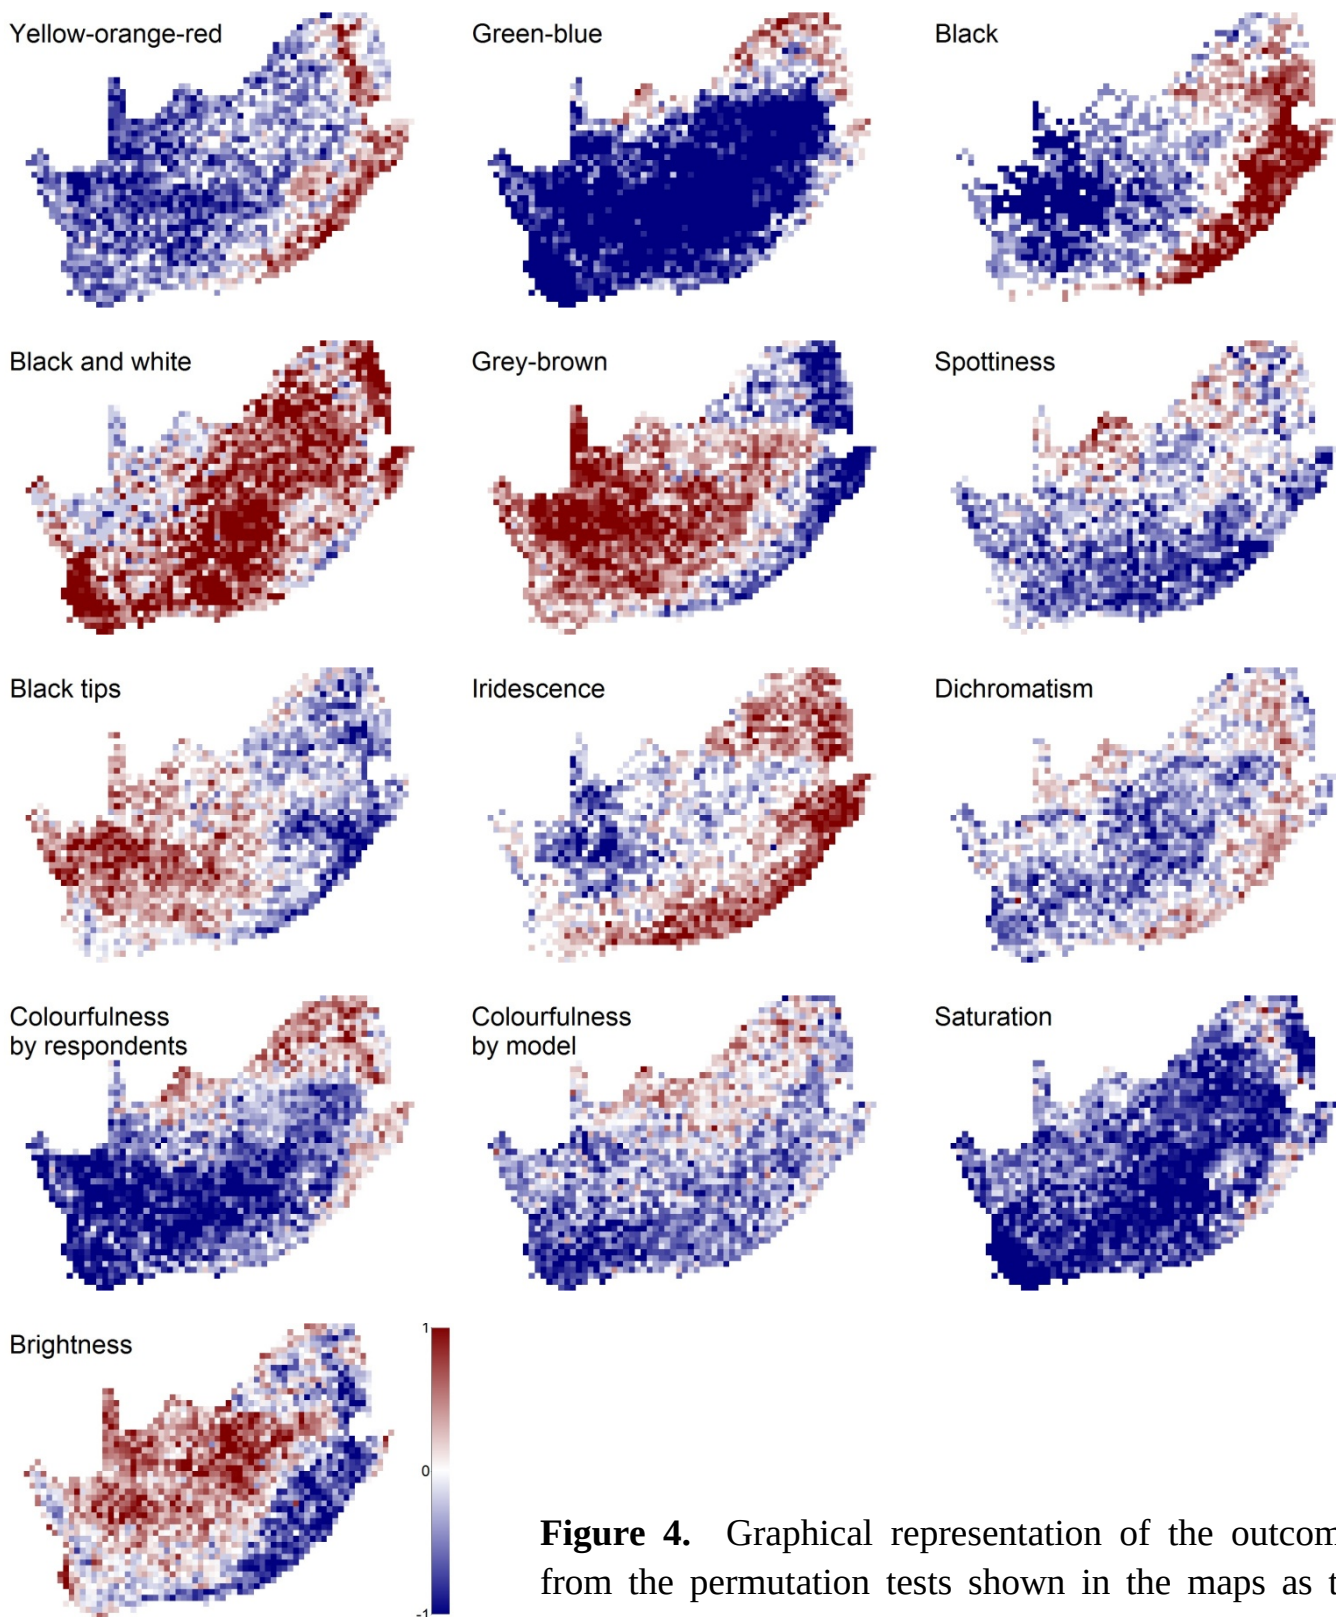 Yellow-orange-red
Green-blue
Black
Black and white
Grey-brown
Spottiness
Black tips
Iridescence
Dichromatism
Colourfulness
by respondents
Colourfulness
by model
Saturation
Brightness
1
0
-1
Figure 4. Graphical representation of the outcom
from the permutation tests shown in the maps as t